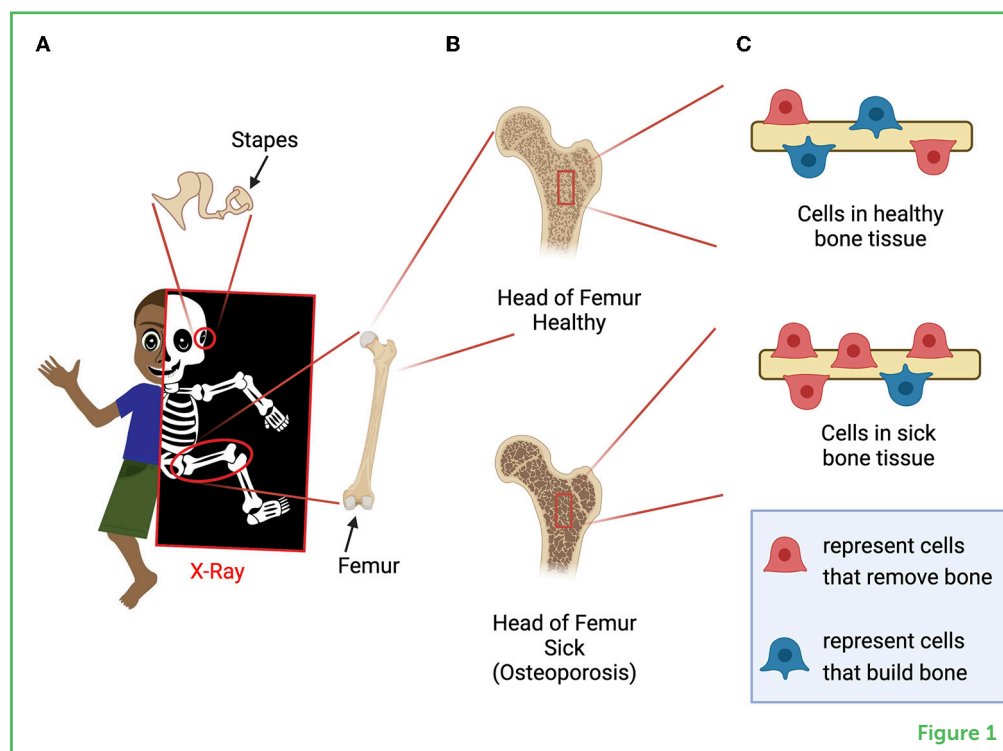 A
B
C
Stapes
X-Ray
Femur
Head of Femur
Healthy
Head of Femur
Sick
(Osteoporosis)
Cells in healthy
bone tissue
Cells in sick
bone tissue
represent cells
that remove bone
represent cells
that build bone
Figure 1